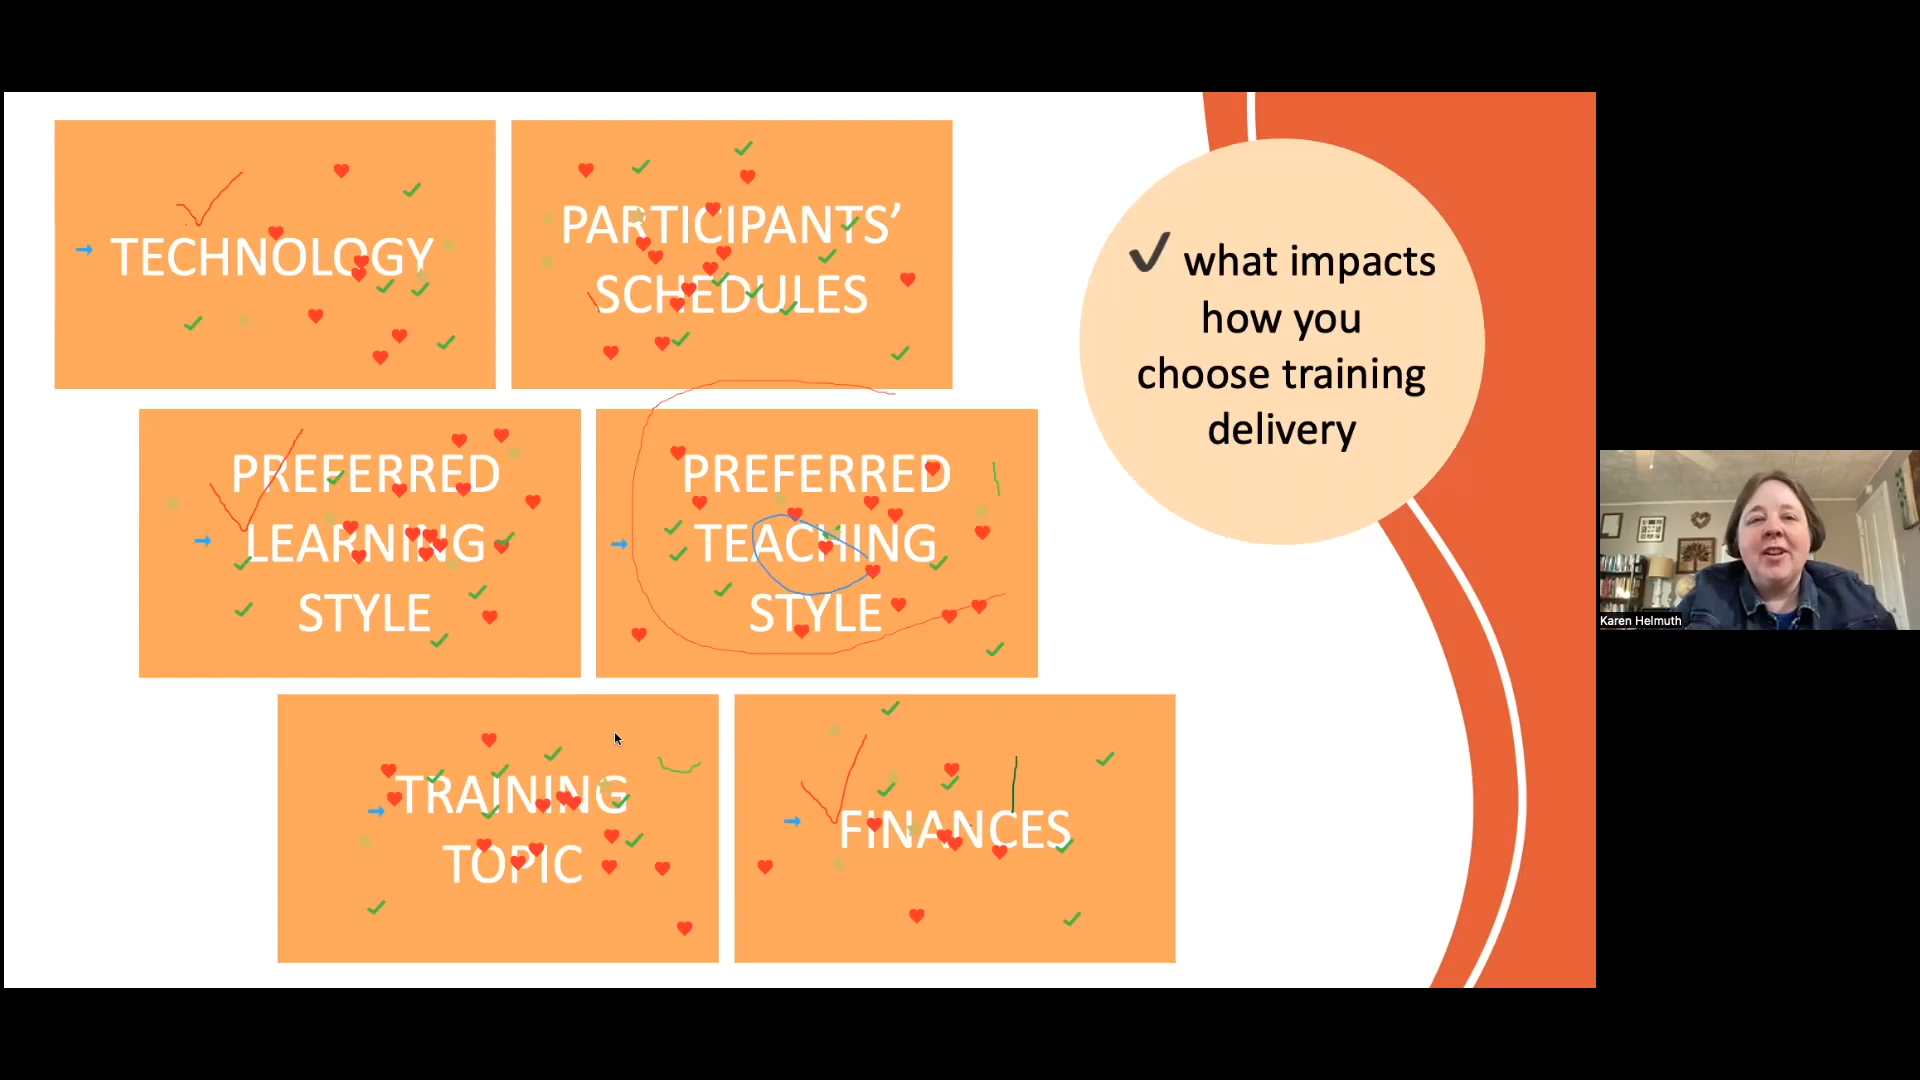 TECHNOLOGY
PARTICIPANTS’
SCHEDULES
PREFERRED
LEARNING
STYLE
PREFERRED
TEACHING
STYLE
TRAINING
TOPIC
FINANCES
✓ what impacts
how you
choose training
delivery
Karen Helmuth